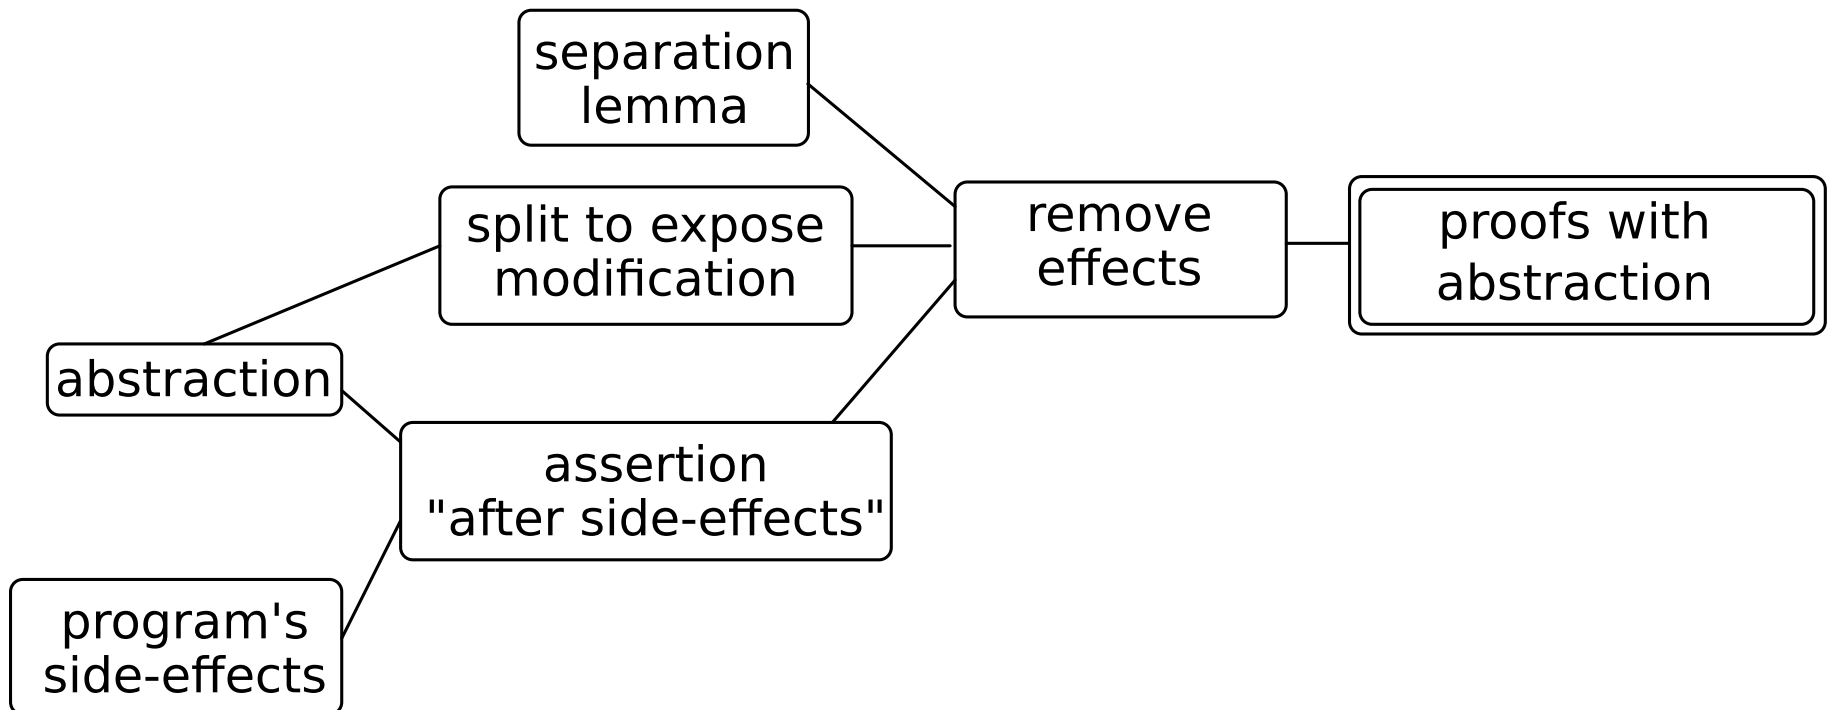 separation
lemma
split to expose
modification
remove
effects
proofs with
abstraction
abstraction
assertion
"after side-effects"
program's
side-effects